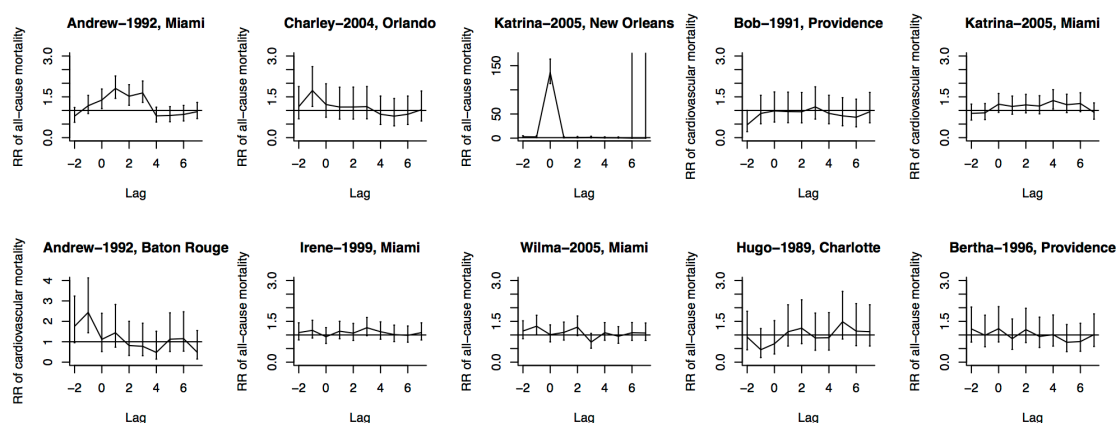 Andrew−1992, Miami
RR of all−cause mortality
3.0
1.5
0.0
−2 0 2 4 6
Lag
Charley−2004, Orlando
RR of all−cause mortality
3.0
1.5
0.0
−2 0 2 4 6
Lag
Katrina−2005, New Orleans
RR of all−cause mortality
150
50
0
−2 0 2 4 6
Lag
Bob−1991, Providence
RR of cardiovascular mortality
3.0
1.5
0.0
−2 0 2 4 6
Lag
Katrina−2005, Miami
RR of all−cause mortality
3.0
1.5
0.0
−2 0 2 4 6
Lag
Andrew−1992, Baton Rouge
RR of cardiovascular mortality
4
3
2
1
0
−2 0 2 4 6
Lag
Irene−1999, Miami
RR of all−cause mortality
3.0
1.5
0.0
−2 0 2 4 6
Lag
Wilma−2005, Miami
RR of all−cause mortality
3.0
1.5
0.0
−2 0 2 4 6
Lag
Hugo−1989, Charlotte
RR of all−cause mortality
3.0
1.5
0.0
−2 0 2 4 6
Lag
Bertha−1996, Providence
RR of all−cause mortality
3.0
1.5
0.0
−2 0 2 4 6
Lag